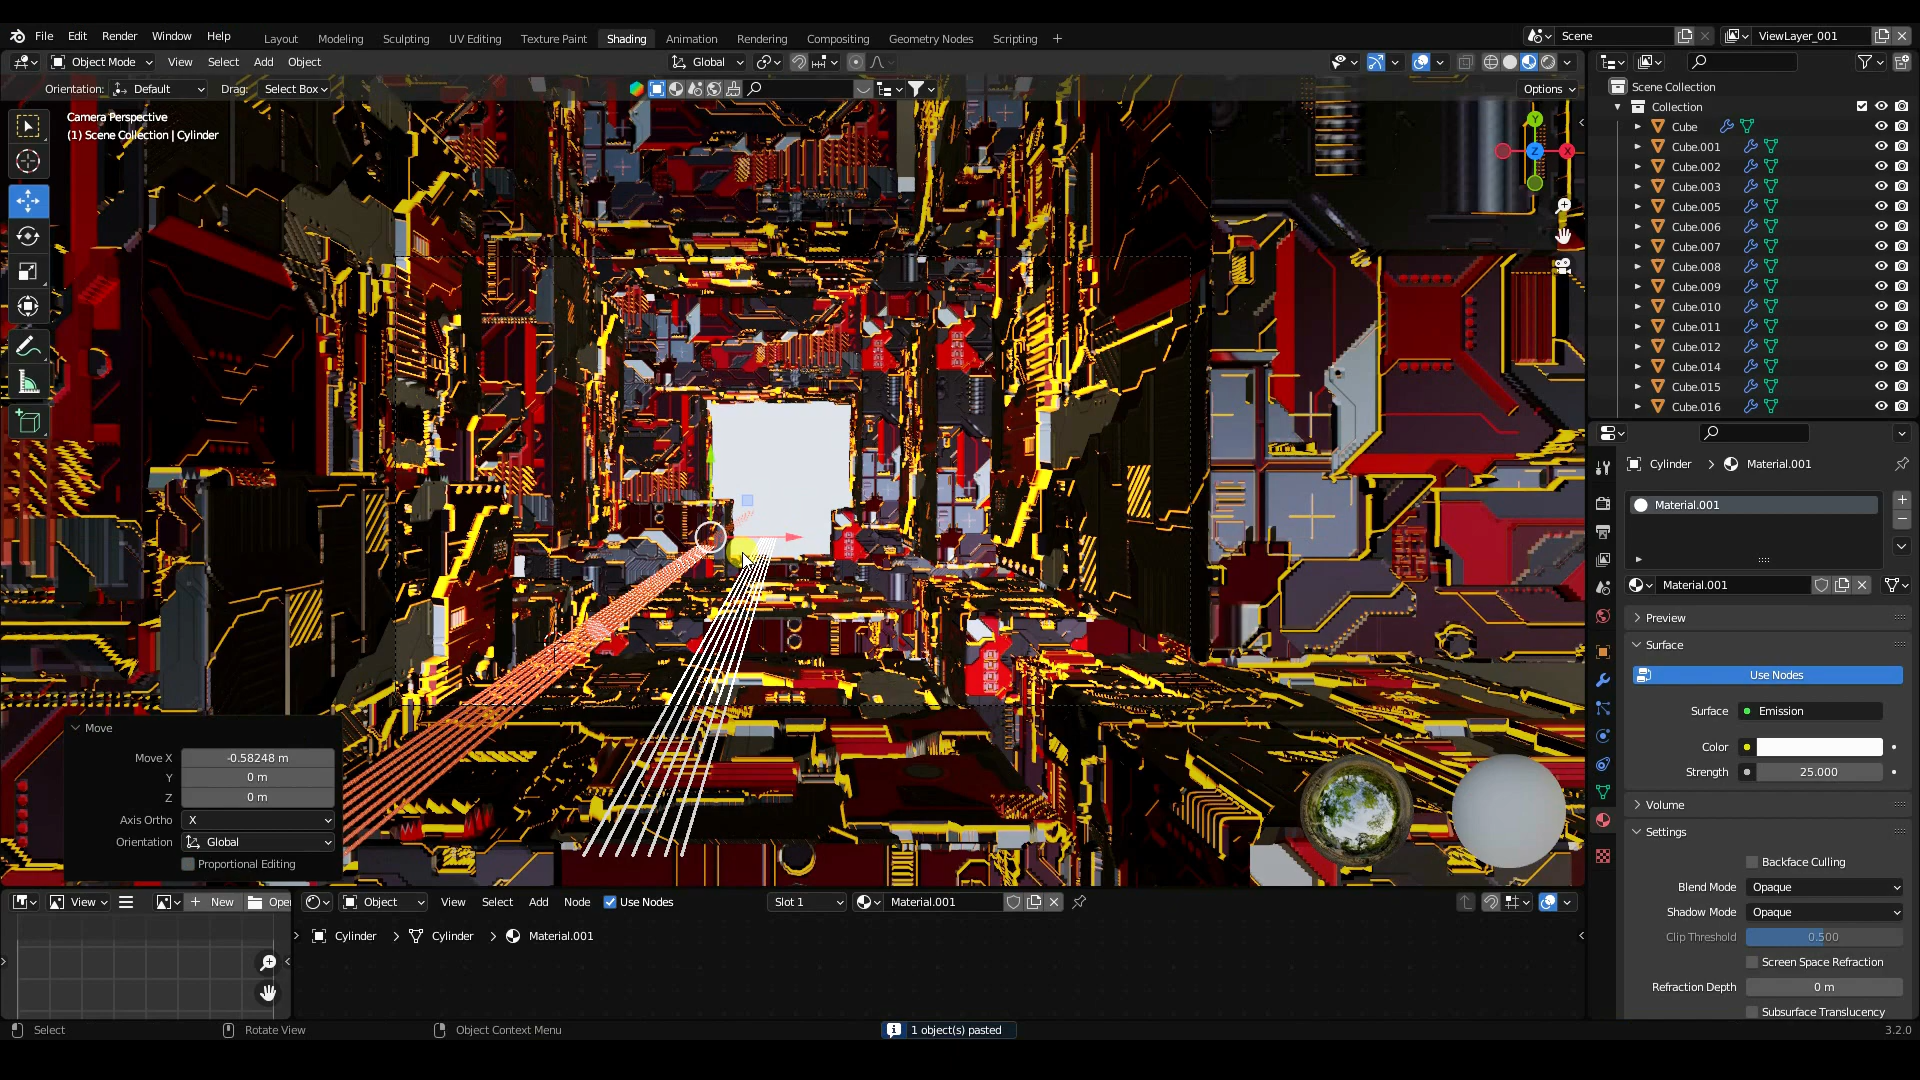 File Edit Render Window Help Layout Modeling Sculpting UV Editing Texture Paint Shading Animation Rendering Compositing Geometry Nodes Scripting + Scene ViewLayer_001
Object Mode View Select Add Object Global
Orientation: Default Drag: Select Box Options
Camera Perspective
(1) Scene Collection | Cylinder
Y
Z
X
Scene Collection
Collection
Cube
Cube.001
Cube.002
Cube.003
Cube.005
Cube.006
Cube.007
Cube.008
Cube.009
Cube.010
Cube.011
Cube.012
Cube.014
Cube.015
Cube.016
Cylinder > Material.001
Material.001
Material.001
Preview
Surface
Use Nodes
Surface Emission
Color
Strength 25.000
Volume
Settings
Backface Culling
Blend Mode Opaque
Shadow Mode Opaque
Clip Threshold 0.500
Screen Space Refraction
Refraction Depth 0 m
Subsurface Translucency
Move
Move X -0.58248 m
Y 0 m
Z 0 m
Axis Ortho X
Orientation Global
Proportional Editing
View New Open Object View Select Add Node Use Nodes Slot 1 Material.001
Cylinder > Cylinder > Material.001
Select Rotate View Object Context Menu 1 object(s) pasted 3.2.0